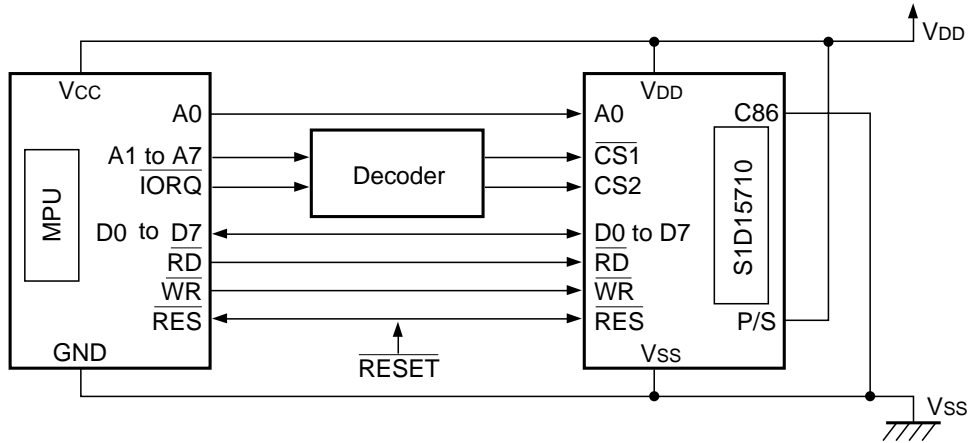 VDD
VCC
A0
A1 to A7
IORQ
D0 to D7
RD
WR
RES
GND
MPU
Decoder
RESET
VDD
A0
CS1
CS2
D0 to D7
RD
WR
RES
VSS
C86
S1D15710
P/S
VSS